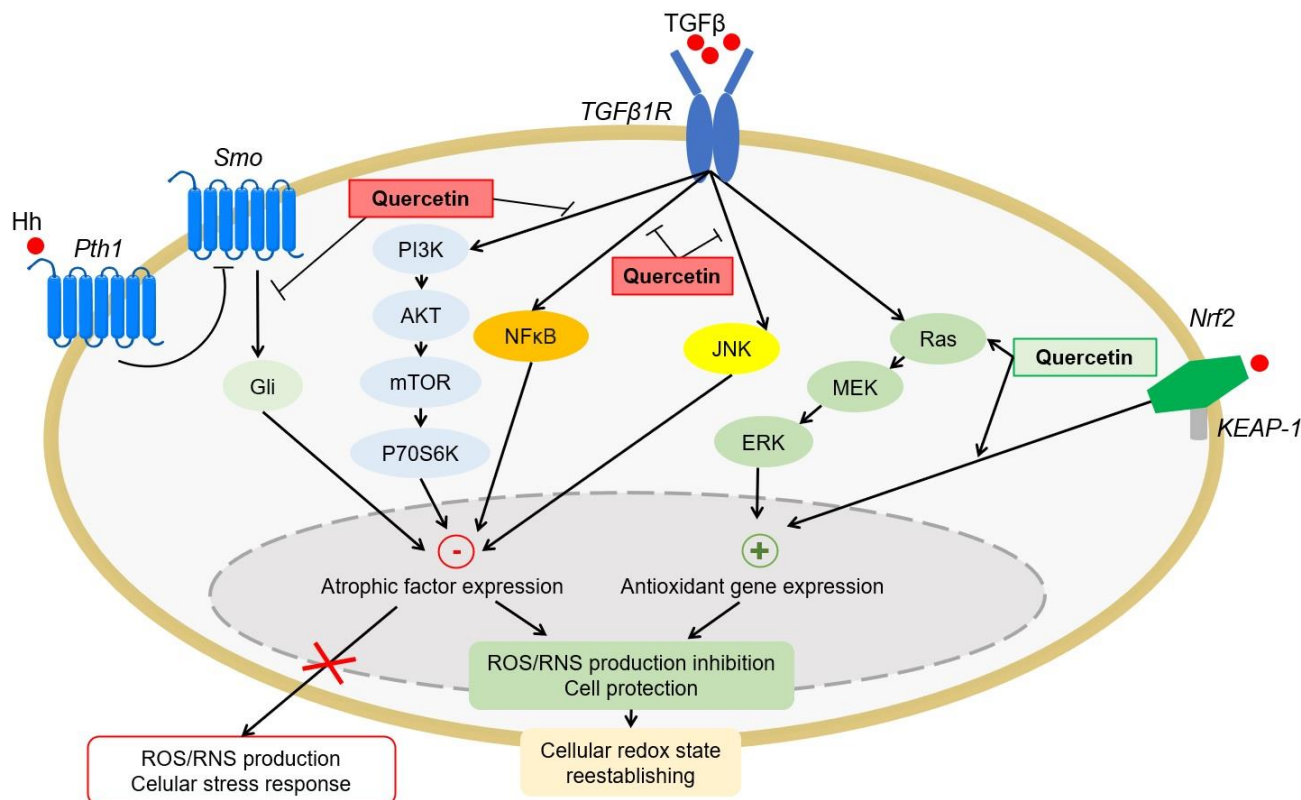 TGFβ
TGFβ1R
Smo
Quercetin
Hh
Pth1
PI3K
Quercetin
AKT
NFκB
JNK
Ras
Nrf2
Quercetin
mTOR
Gli
MEK
KEAP-1
P70S6K
ERK
-
+
Atrophic factor expression
Antioxidant gene expression
ROS/RNS production inhibition
Cell protection
ROS/RNS production
Celular stress response
Cellular redox state
reestablishing